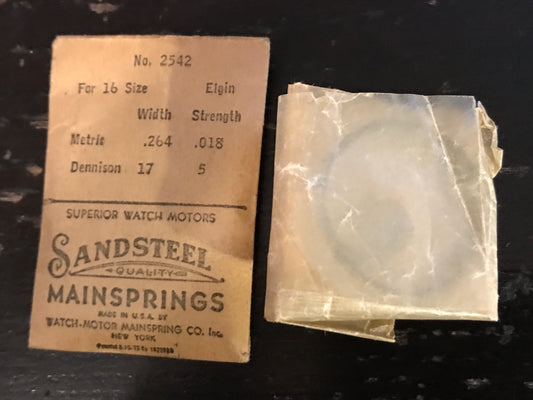 No. 2542
For 16 Size Elgin
Width Strength
Metric .264 .018
Dennison 17 5
SUPERIOR WATCH MOTORS
SANDSTEEL
QUALITY
MAINSPRINGS
MADE IN U.S.A. BY
WATCH-MOTOR MAINSPRING CO. Inc.
NEW YORK